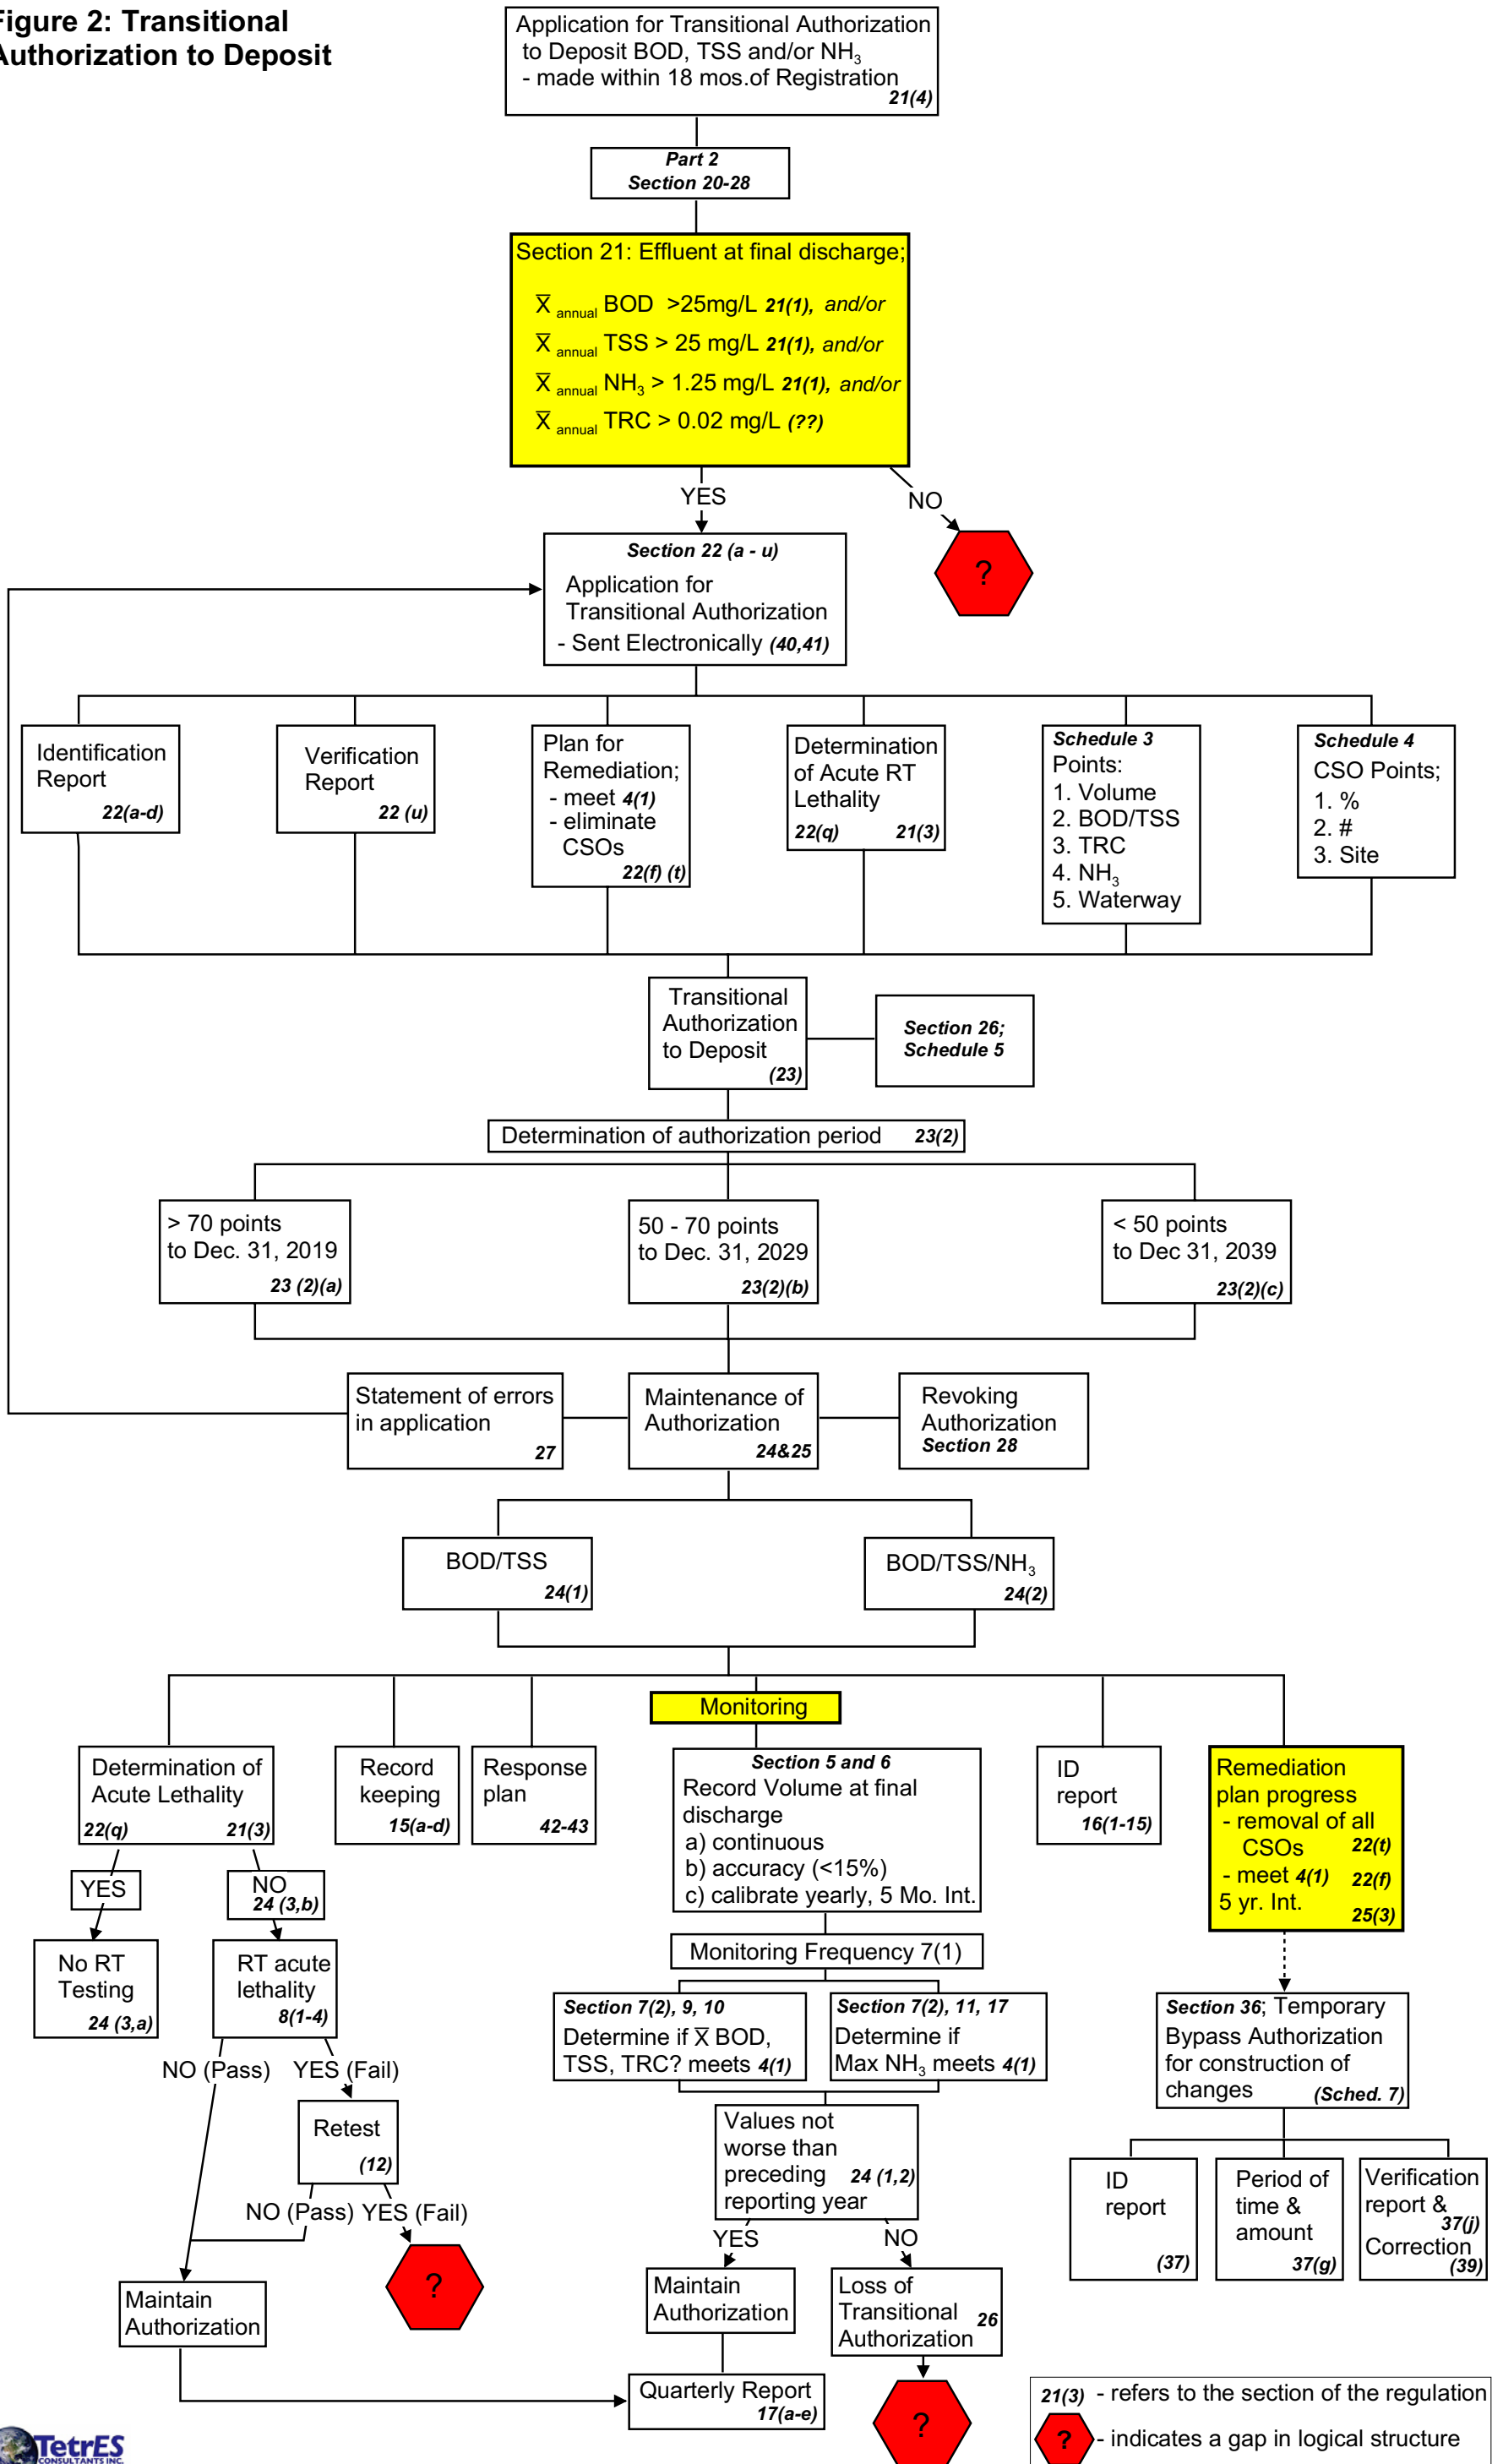 Figure 2: Transitional
Authorization to Deposit
Application for Transitional Authorization
to Deposit BOD, TSS and/or NH3
- made within 18 mos.of Registration
21(4)
Part 2
Section 20-28
Section 21: Effluent at final discharge;
X̅ annual BOD >25mg/L 21(1), and/or
X̅ annual TSS > 25 mg/L 21(1), and/or
X̅ annual NH3 > 1.25 mg/L 21(1), and/or
X̅ annual TRC > 0.02 mg/L (??)
YES
NO
?
Section 22 (a - u)
Application for
Transitional Authorization
- Sent Electronically (40,41)
Identification
Report
22(a-d)
Verification
Report
22 (u)
Plan for
Remediation;
- meet 4(1)
- eliminate
CSOs
22(f) (t)
Determination
of Acute RT
Lethality
22(q) 21(3)
Schedule 3
Points:
1. Volume
2. BOD/TSS
3. TRC
4. NH3
5. Waterway
Schedule 4
CSO Points;
1. %
2. #
3. Site
Transitional
Authorization
to Deposit
(23)
Section 26;
Schedule 5
Determination of authorization period 23(2)
> 70 points
to Dec. 31, 2019
23 (2)(a)
50 - 70 points
to Dec. 31, 2029
23(2)(b)
< 50 points
to Dec 31, 2039
23(2)(c)
Statement of errors
in application
27
Maintenance of
Authorization
24&25
Revoking
Authorization
Section 28
BOD/TSS
24(1)
BOD/TSS/NH3
24(2)
Monitoring
Determination of
Acute Lethality
22(q) 21(3)
Record
keeping
15(a-d)
Response
plan
42-43
Section 5 and 6
Record Volume at final
discharge
a) continuous
b) accuracy (<15%)
c) calibrate yearly, 5 Mo. Int.
ID
report
16(1-15)
Remediation
plan progress
- removal of all
CSOs 22(t)
- meet 4(1) 22(f)
5 yr. Int.
25(3)
YES
NO
24 (3,b)
No RT
Testing
24 (3,a)
RT acute
lethality
8(1-4)
NO (Pass) YES (Fail)
Retest
(12)
NO (Pass) YES (Fail)
?
Maintain
Authorization
Monitoring Frequency 7(1)
Section 7(2), 9, 10
Determine if X̅ BOD,
TSS, TRC? meets 4(1)
Section 7(2), 11, 17
Determine if
Max NH3 meets 4(1)
Values not
worse than
preceding 24 (1,2)
reporting year
YES
NO
Maintain
Authorization
Loss of
Transitional 26
Authorization
Quarterly Report
17(a-e)
?
Section 36; Temporary
Bypass Authorization
for construction of
changes (Sched. 7)
ID
report
(37)
Period of
time &
amount
37(g)
Verification
report &
37(j)
Correction
(39)
21(3) - refers to the section of the regulation
? - indicates a gap in logical structure
TetrES
CONSULTANTS INC.